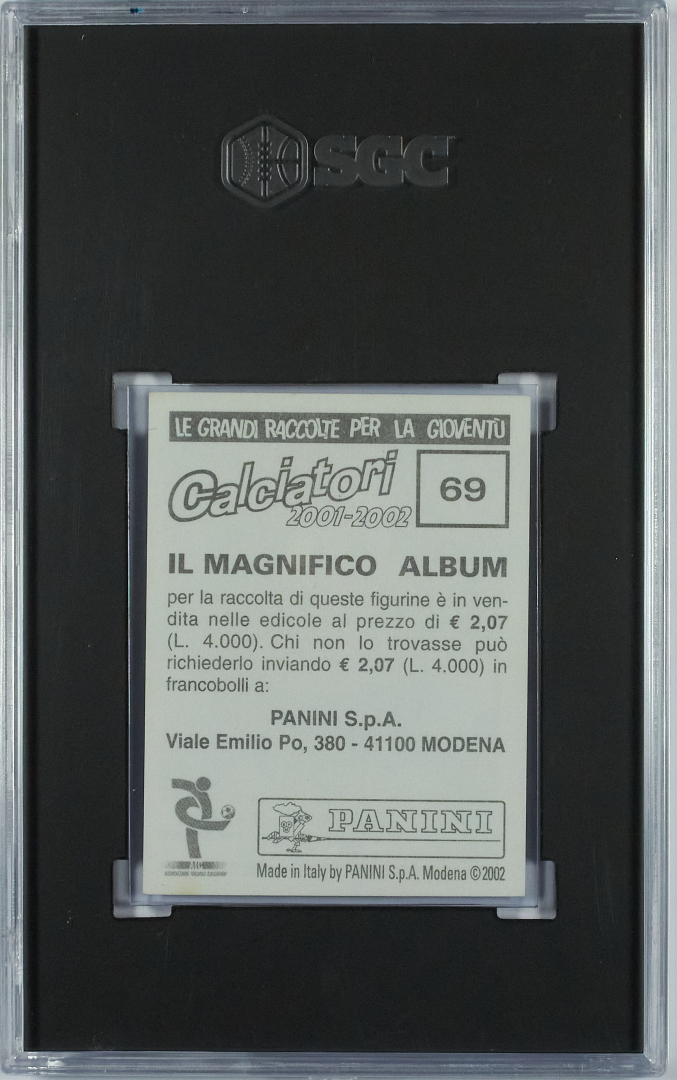 SGC
LE GRANDI RACCOLTE PER LA GIOVENTÙ
Calciatori
2001-2002
69
IL MAGNIFICO ALBUM
per la raccolta di queste figurine è in ven-
dita nelle edicole al prezzo di € 2,07
(L. 4.000). Chi non lo trovasse può
richiederlo inviando € 2,07 (L. 4.000) in
francobolli a:
PANINI S.p.A.
Viale Emilio Po, 380 - 41100 MODENA
PANINI
Made in Italy by PANINI S.p.A. Modena © 2002